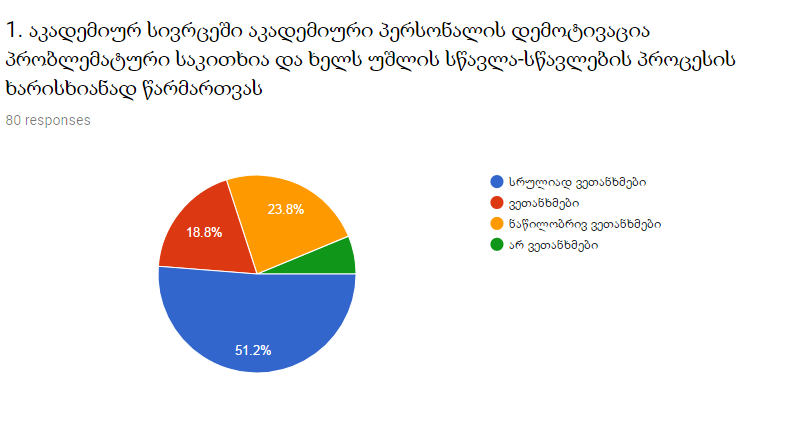 1. აკადემიურ სივრცეში აკადემიური პერსონალის დემოტივაცია
პრობლემატური საკითხია და ხელს უშლის სწავლა-სწავლების პროცესის
ხარისხიანად წარმართვას
80 responses
23.8%
18.8%
51.2%
სრულიად ვეთანხმები
ვეთანხმები
ნაწილობრივ ვეთანხმები
არ ვეთანხმები